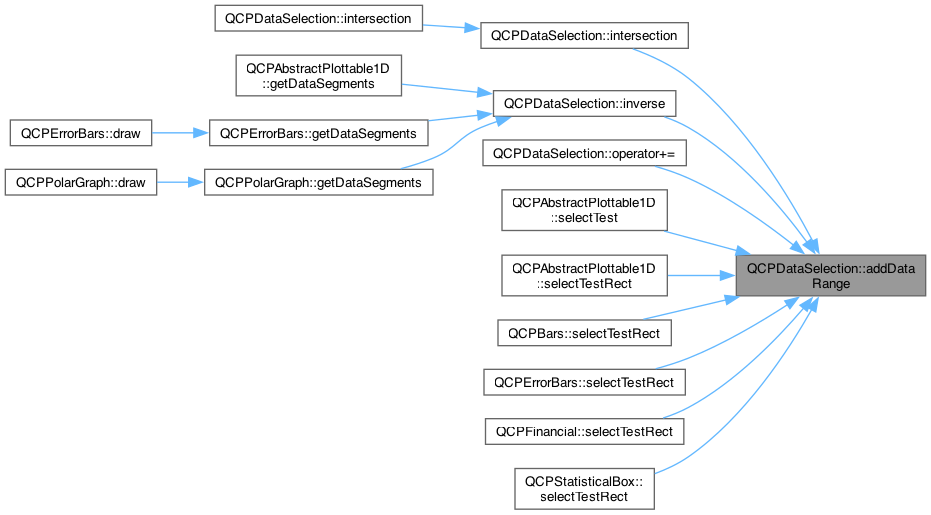 QCPDataSelection::intersection
QCPDataSelection::intersection
QCPAbstractPlottable1D
::getDataSegments
QCPDataSelection::inverse
QCPErrorBars::draw
QCPErrorBars::getDataSegments
QCPDataSelection::operator+=
QCPPolarGraph::draw
QCPPolarGraph::getDataSegments
QCPAbstractPlottable1D
::selectTest
QCPAbstractPlottable1D
::selectTestRect
QCPDataSelection::addData
Range
QCPBars::selectTestRect
QCPErrorBars::selectTestRect
QCPFinancial::selectTestRect
QCPStatisticalBox::
selectTestRect